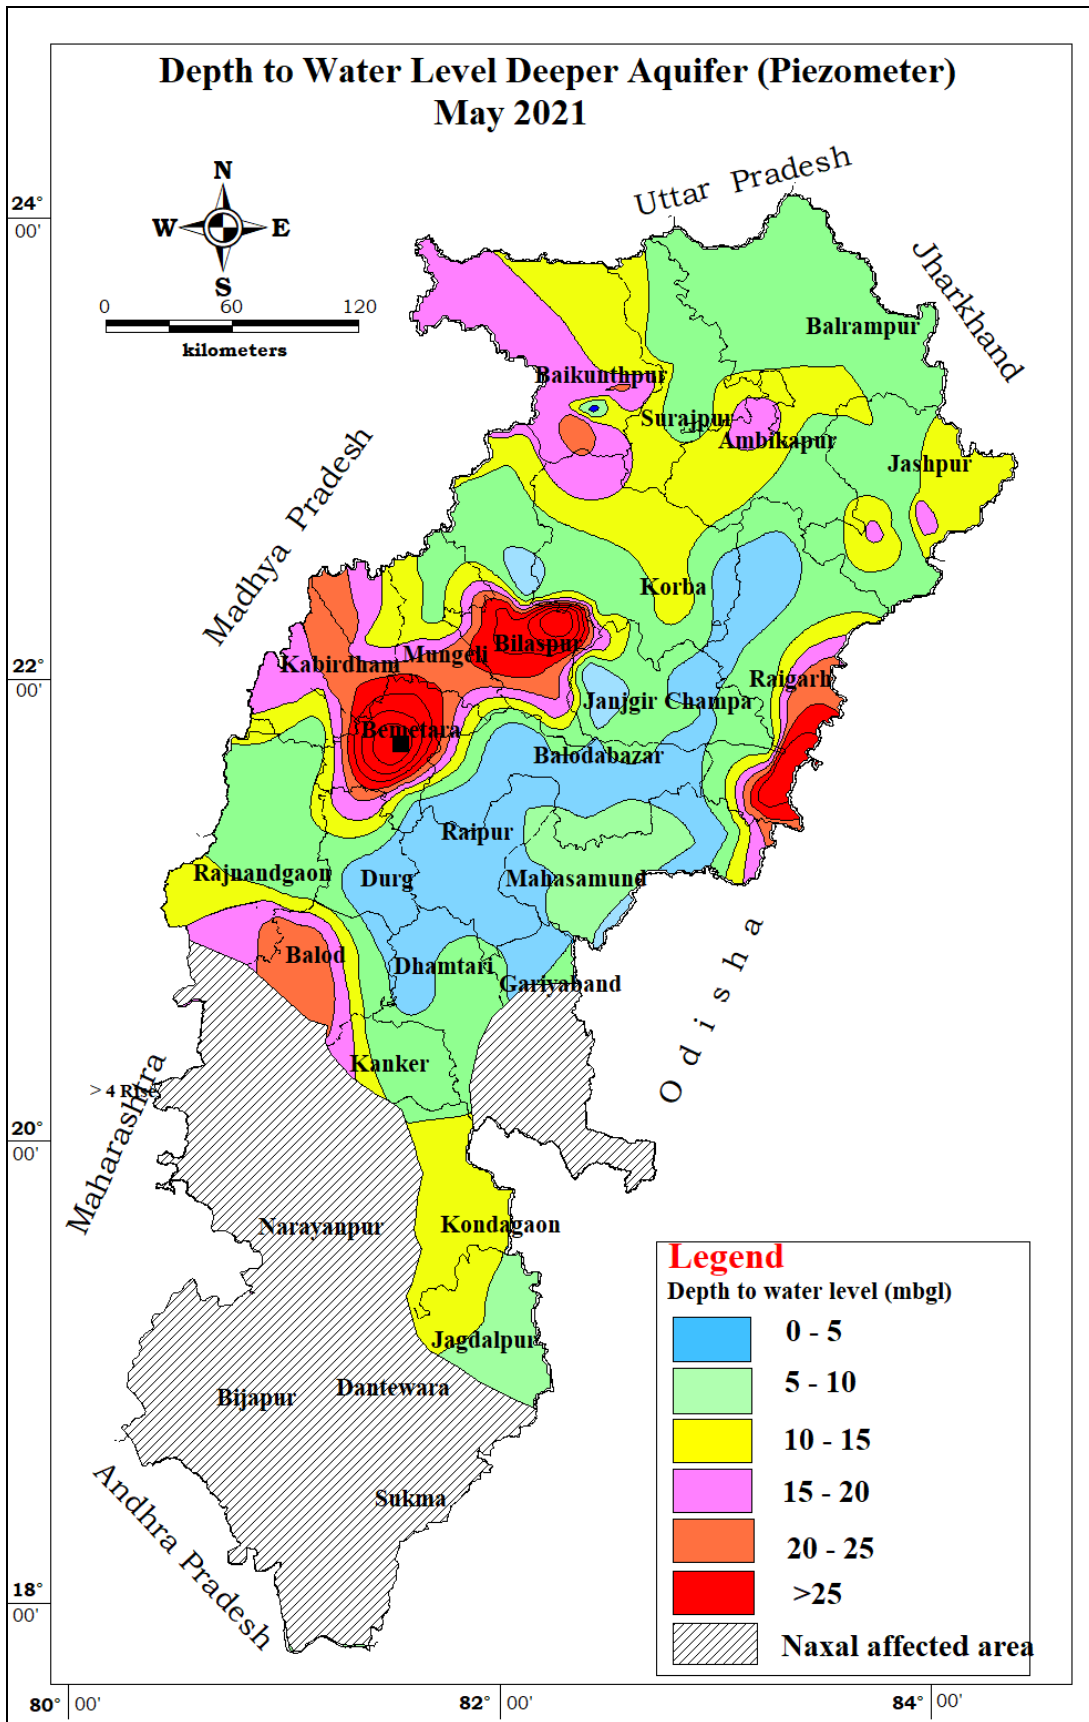 Depth to Water Level Deeper Aquifer (Piezometer)
May 2021
N
W E
S
0 60 120
kilometers
24°
00'
22°
00'
20°
00'
18°
00'
80° 00'
82° 00'
84° 00'
Uttar Pradesh
Jharkhand
Madhya Pradesh
Odisha
Maharashtra
Andhra Pradesh
Balrampur
Baikunthpur
Surajpur
Ambikapur
Jashpur
Korba
Bilaspur
Mungeli
Kabirdham
Raigarh
Janjgir Champa
Bemetara
Balodabazar
Raipur
Rajnandgaon
Durg
Mahasamund
Balod
Dhamtari
Gariyaband
Kanker
> 4 Rise
Narayanpur
Kondagaon
Jagdalpur
Dantewara
Bijapur
Sukma
Legend
Depth to water level (mbgl)
0 - 5
5 - 10
10 - 15
15 - 20
20 - 25
>25
Naxal affected area